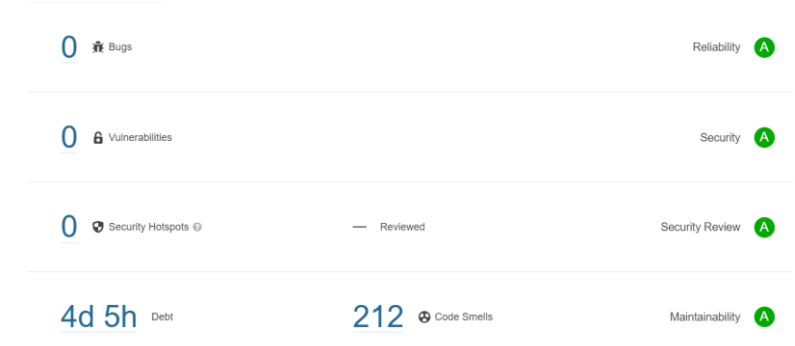 0 Bugs Reliability A
0 Vulnerabilities Security A
0 Security Hotspots ? — Reviewed Security Review A
4d 5h Debt 212 Code Smells Maintainability A